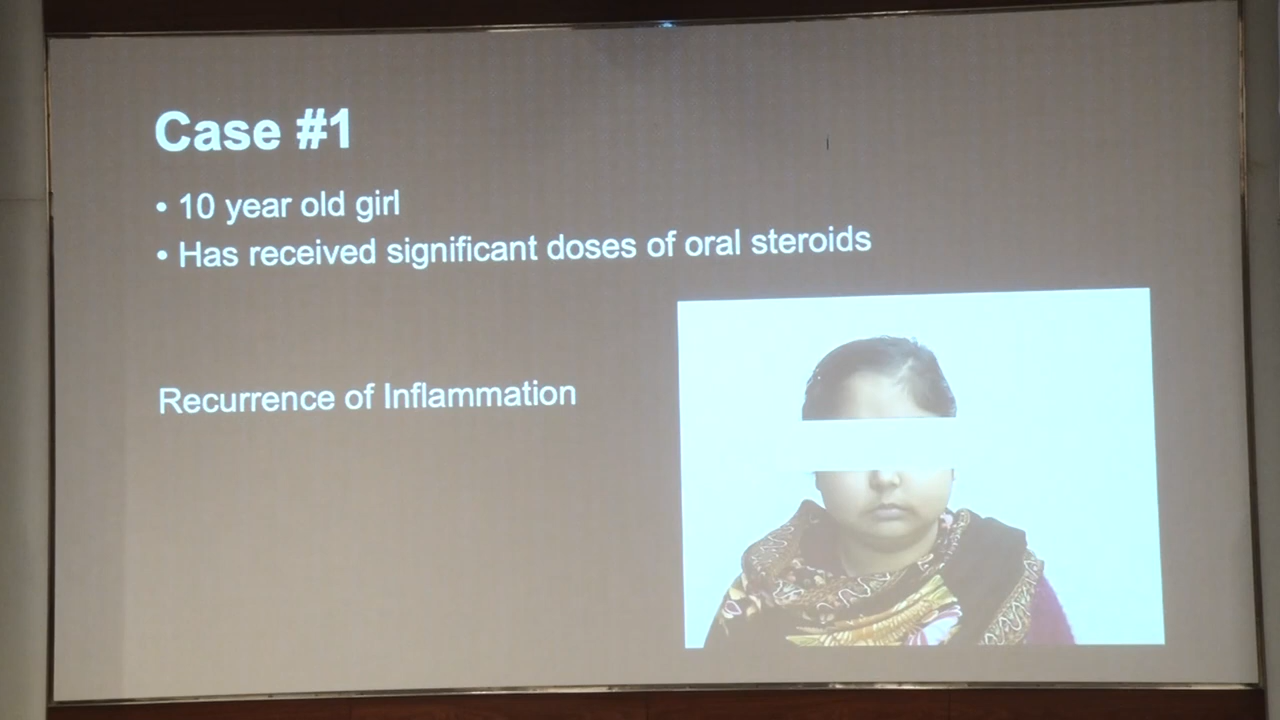 Case #1
• 10 year old girl
• Has received significant doses of oral steroids
Recurrence of Inflammation